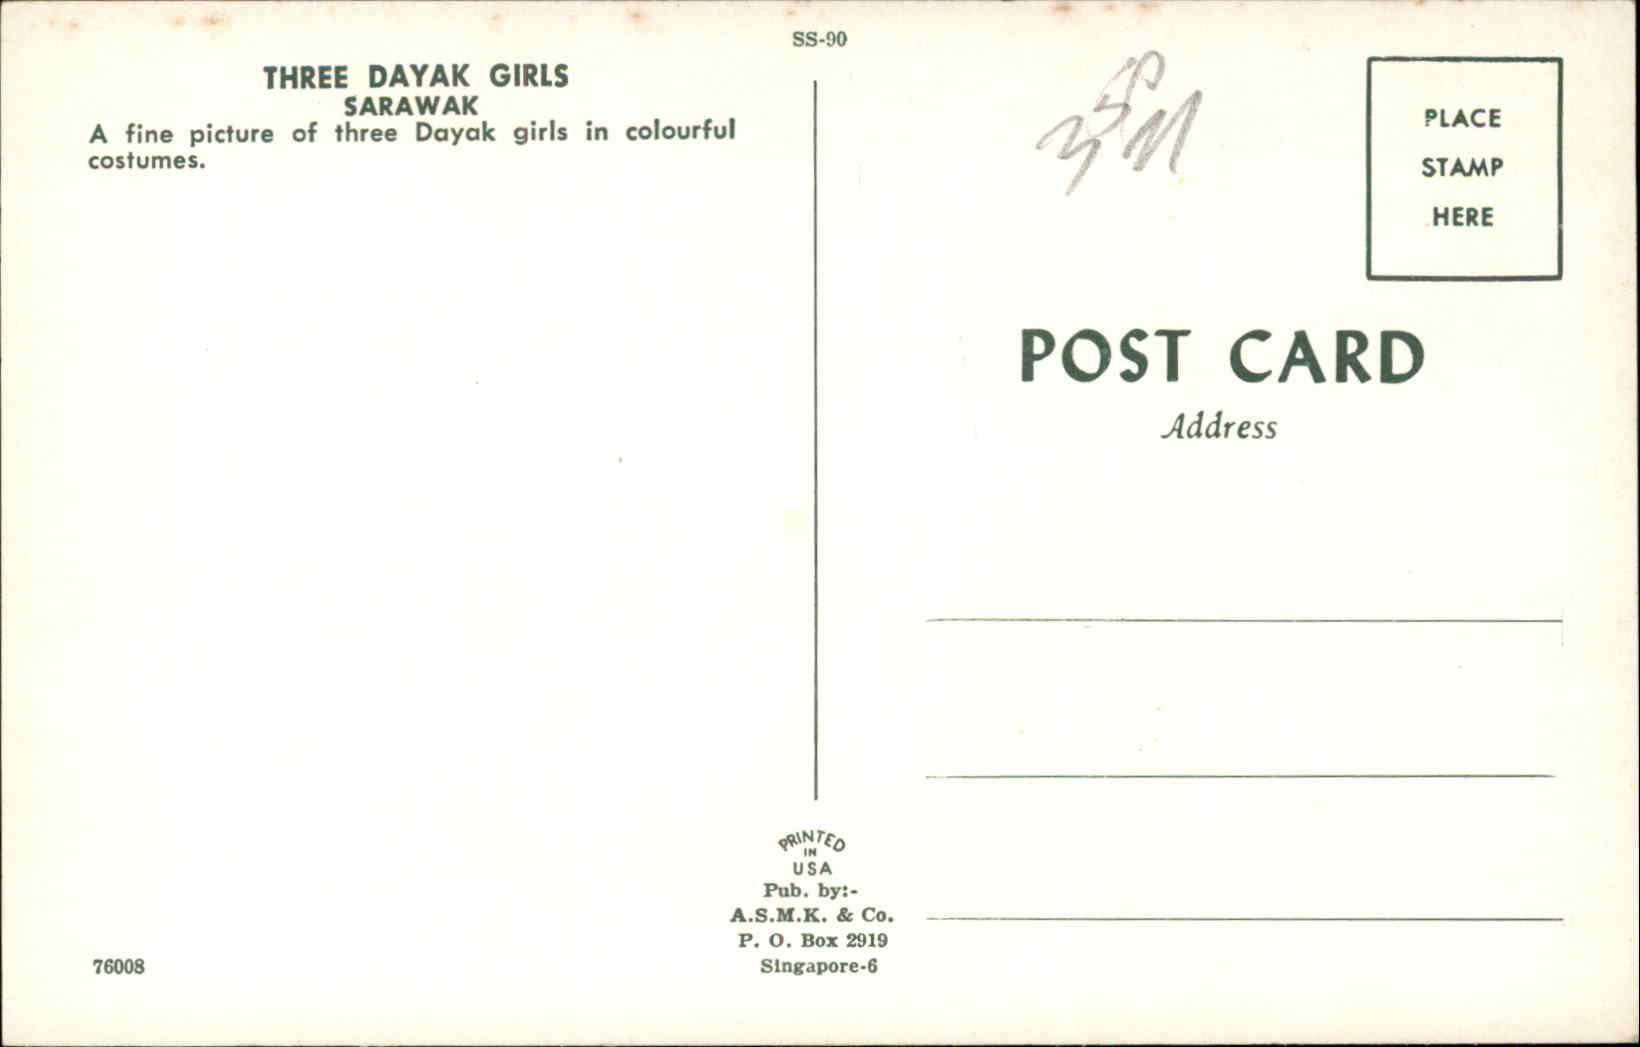 SS-90
THREE DAYAK GIRLS
SARAWAK
A fine picture of three Dayak girls in colourful
costumes.
PLACE
STAMP
HERE
POST CARD
Address
PRINTED
IN
USA
Pub. by:-
A.S.M.K. & Co.
P. O. Box 2919
Singapore-6
76008